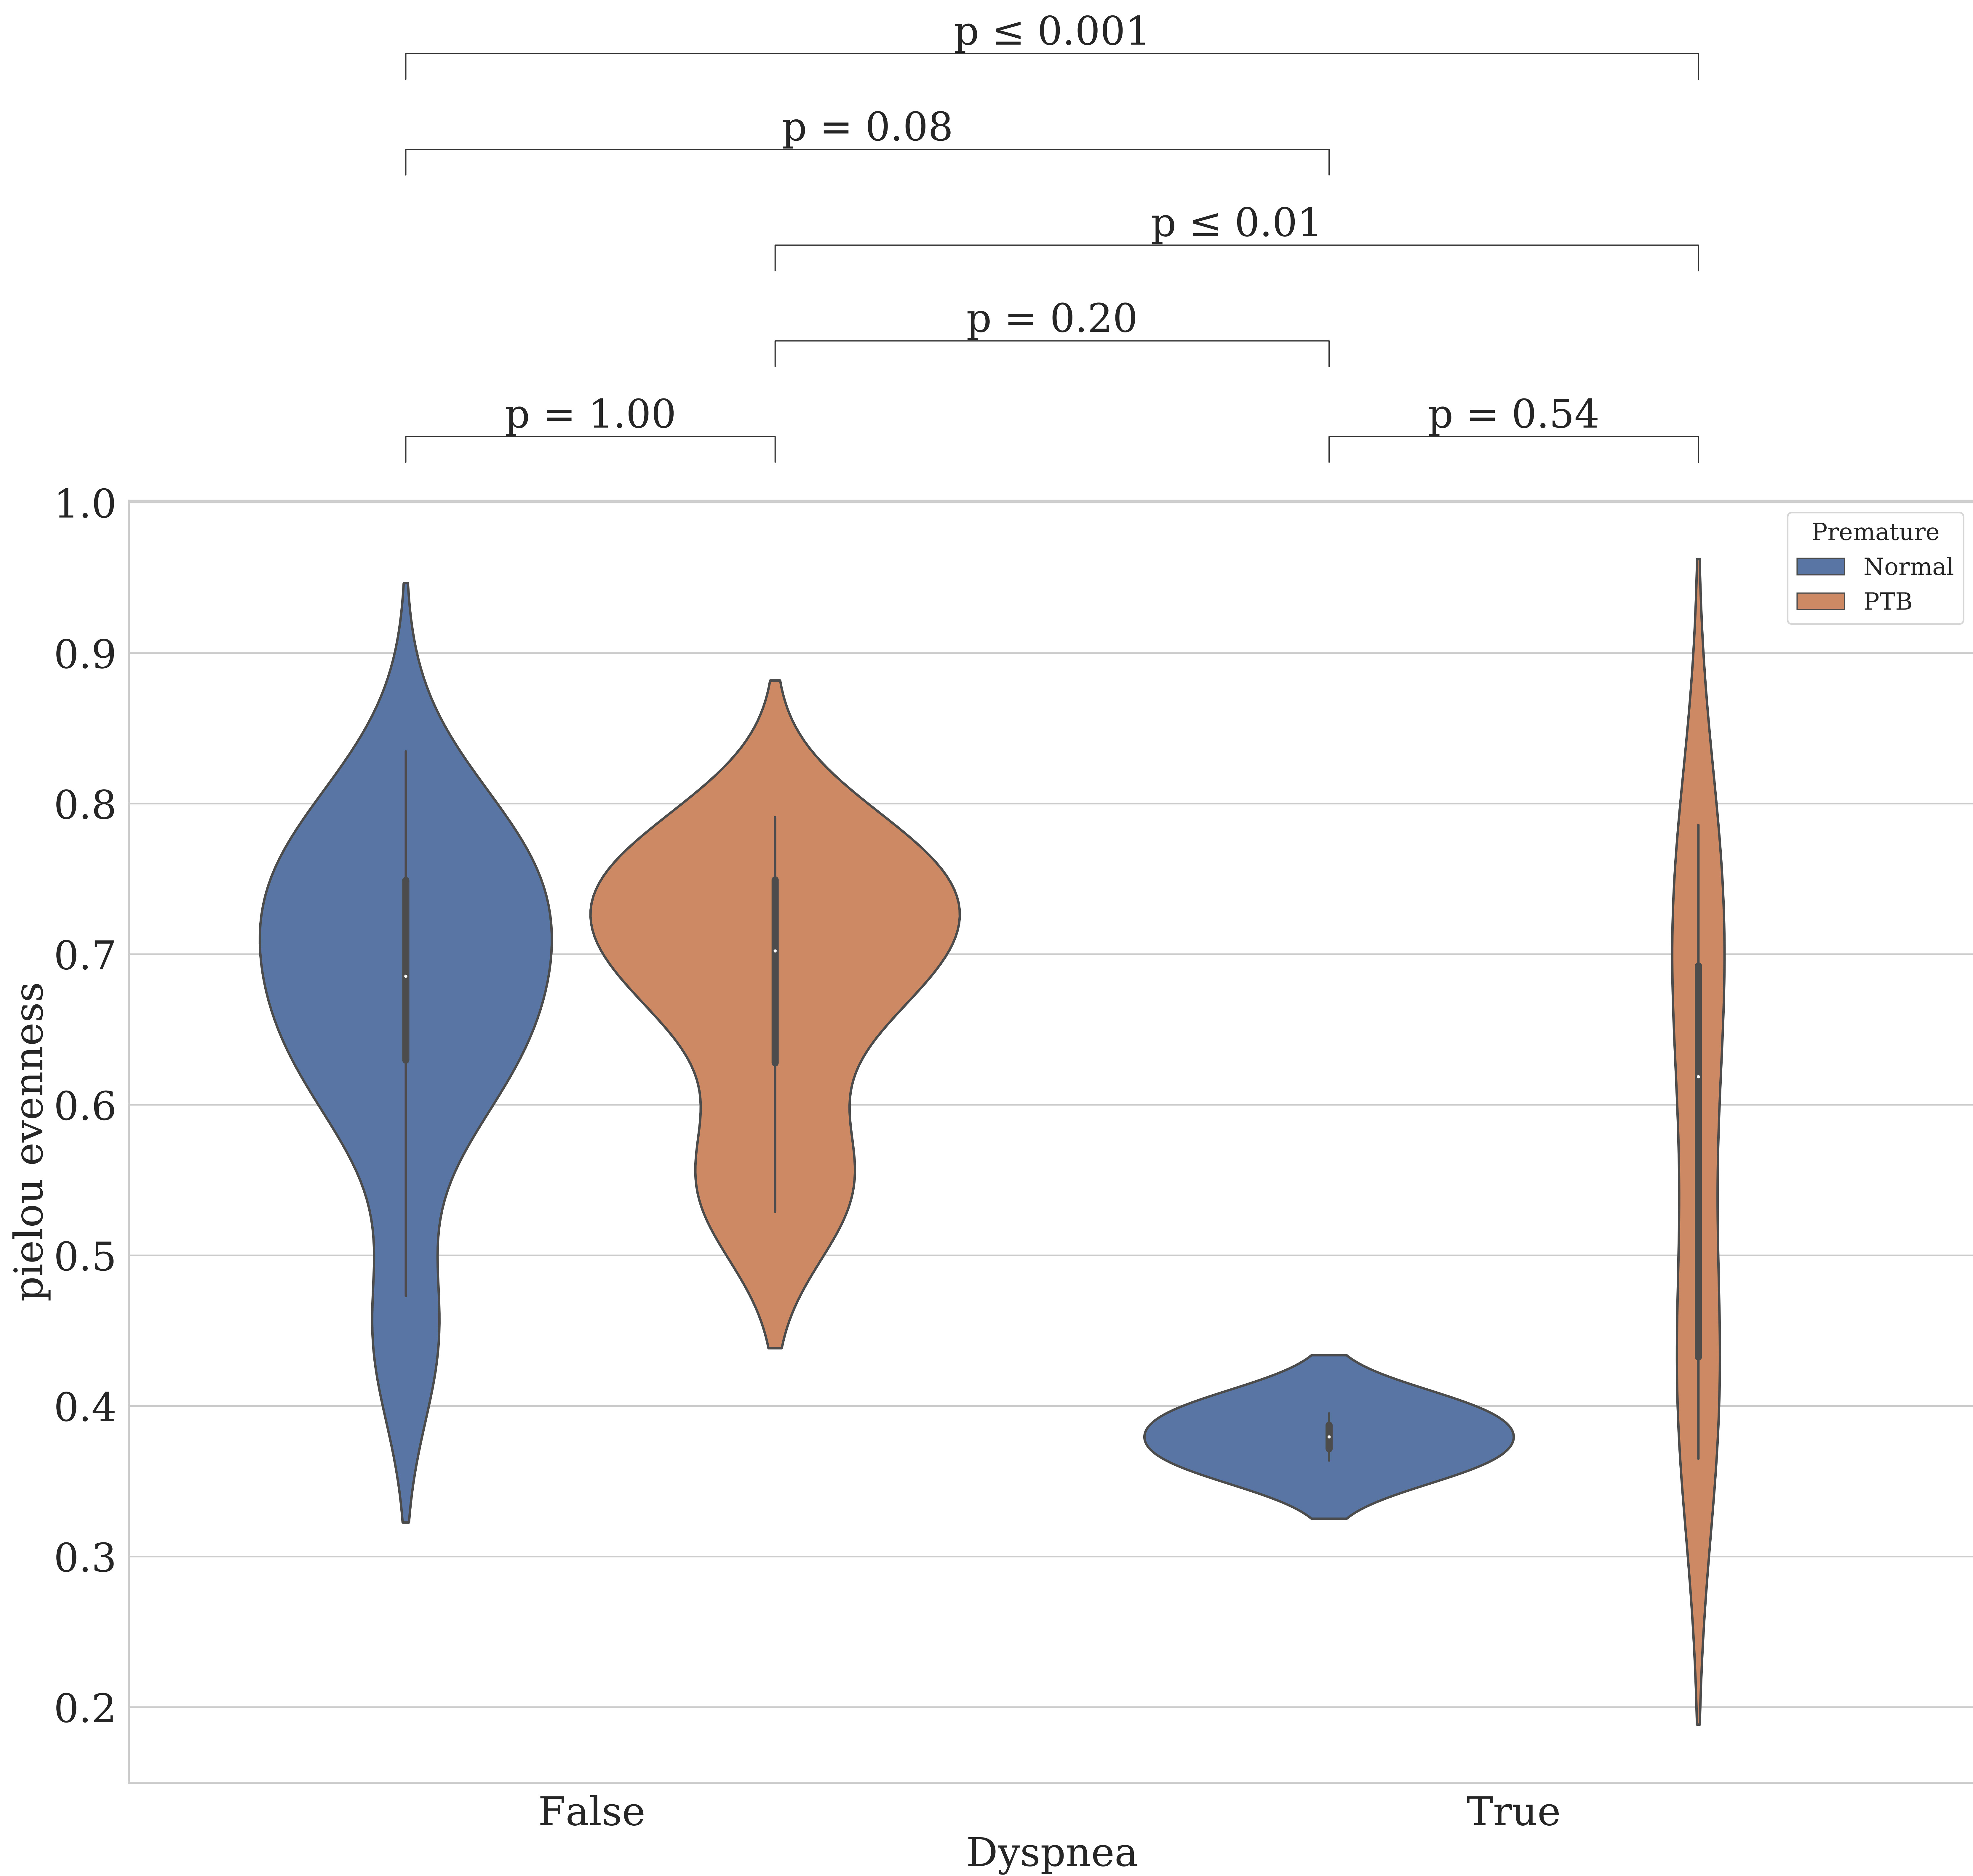 p ≤ 0.001
p = 0.08
p ≤ 0.01
p = 0.20
p = 1.00
p = 0.54
1.0
0.9
0.8
0.7
0.6
0.5
0.4
0.3
0.2
pielou evenness
Premature
Normal
PTB
False
True
Dyspnea